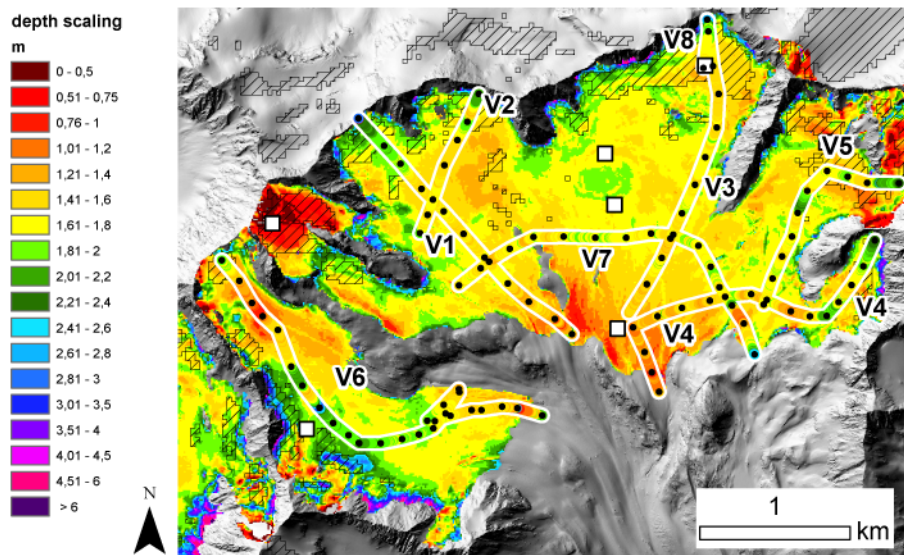 depth scaling
m
0 - 0,5
0,51 - 0,75
0,76 - 1
1,01 - 1,2
1,21 - 1,4
1,41 - 1,6
1,61 - 1,8
1,81 - 2
2,01 - 2,2
2,21 - 2,4
2,41 - 2,6
2,61 - 2,8
2,81 - 3
3,01 - 3,5
3,51 - 4
4,01 - 4,5
4,51 - 6
> 6
N
V8
V2
V5
V3
V1
V7
V4
V4
V6
1
km